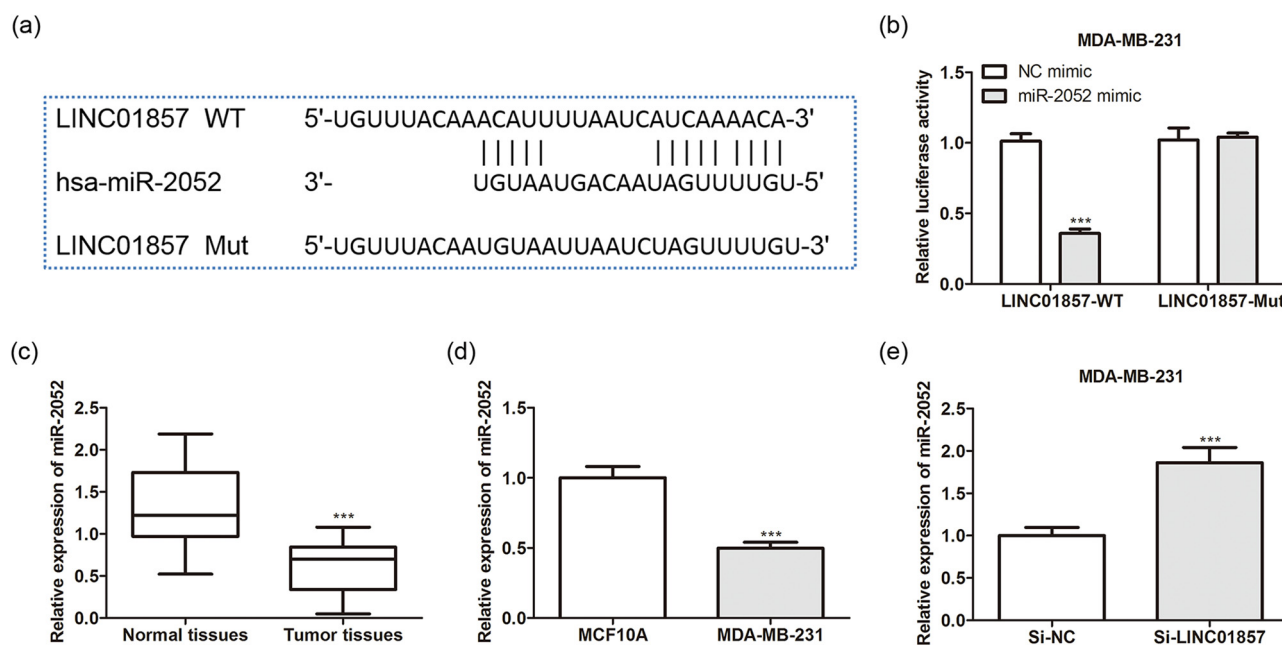 (a)
LINC01857 WT 5'-UGUUUACAAACAUUUUAAUCAUCAAAACA-3'
hsa-miR-2052 3'- UGUAAUGACAAUAGUUUUGU-5'
LINC01857 Mut 5'-UGUUUACAAUGUAAUUAAUCUAGUUUUGU-3'
(b)
MDA-MB-231
NC mimic
miR-2052 mimic
Relative luciferase activity
1.5
1.0
0.5
0.0
***
LINC01857-WT LINC01857-Mut
(c)
Relative expression of miR-2052
2.5
2.0
1.5
1.0
0.5
0.0
***
Normal tissues Tumor tissues
(d)
Relative expression of miR-2052
1.5
1.0
0.5
0.0
***
MCF10A MDA-MB-231
(e)
MDA-MB-231
Relative expression of miR-2052
2.5
2.0
1.5
1.0
0.5
0.0
***
Si-NC Si-LINC01857